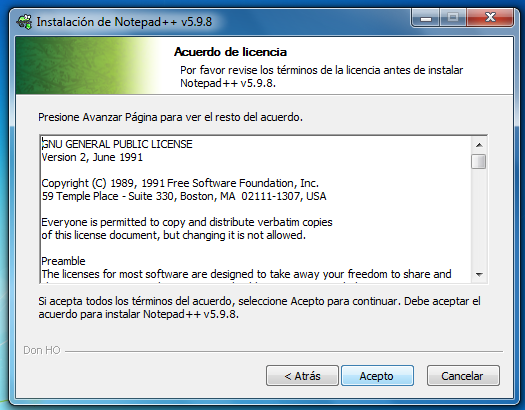 Instalación de Notepad++ v5.9.8
Acuerdo de licencia
Por favor revise los términos de la licencia antes de instalar
Notepad++ v5.9.8.
Presione Avanzar Página para ver el resto del acuerdo.
GNU GENERAL PUBLIC LICENSE
Version 2, June 1991
Copyright (C) 1989, 1991 Free Software Foundation, Inc.
59 Temple Place - Suite 330, Boston, MA  02111-1307, USA
Everyone is permitted to copy and distribute verbatim copies
of this license document, but changing it is not allowed.
Preamble
The licenses for most software are designed to take away your freedom to share and
Si acepta todos los términos del acuerdo, seleccione Acepto para continuar. Debe aceptar el
acuerdo para instalar Notepad++ v5.9.8.
Don HO
< Atrás
Acepto
Cancelar